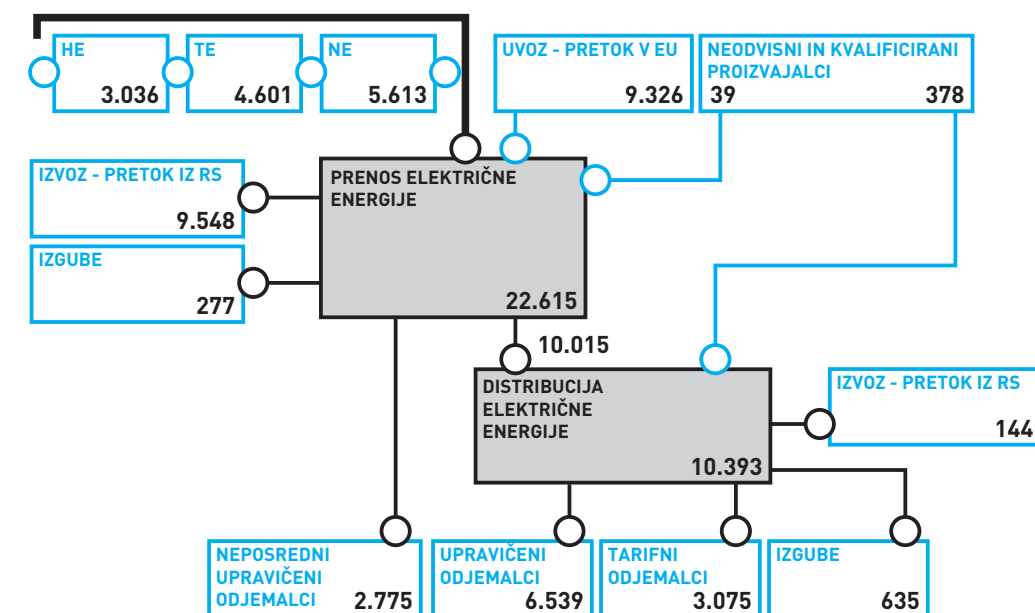 HE
3.036
TE
4.601
NE
5.613
UVOZ - PRETOK V EU
9.326
NEODVISNI IN KVALIFICIRANI
PROIZVAJALCI
39 378
IZVOZ - PRETOK IZ RS
9.548
IZGUBE
277
PRENOS ELEKTRIČNE
ENERGIJE
22.615
10.015
DISTRIBUCIJA
ELEKTRIČNE
ENERGIJE
10.393
IZVOZ - PRETOK IZ RS
144
NEPOSREDNI
UPRAVIČENI
ODJEMALCI 2.775
UPRAVIČENI
ODJEMALCI
6.539
TARIFNI
ODJEMALCI
3.075
IZGUBE
635